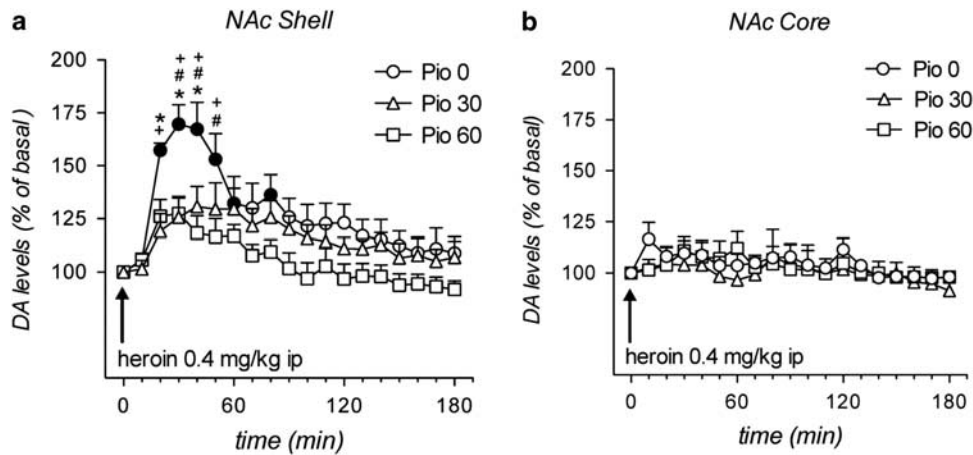 a
NAc Shell
200
175
150
125
100
DA levels (% of basal )
+
#
*
+
#
*
+
#
*
+
Pio 0
Pio 30
Pio 60
heroin 0.4 mg/kg ip
0
60
120
180
time (min)
b
NAc Core
200
175
150
125
100
DA levels (% of basal)
Pio 0
Pio 30
Pio 60
heroin 0.4 mg/kg ip
0
60
120
180
time (min)